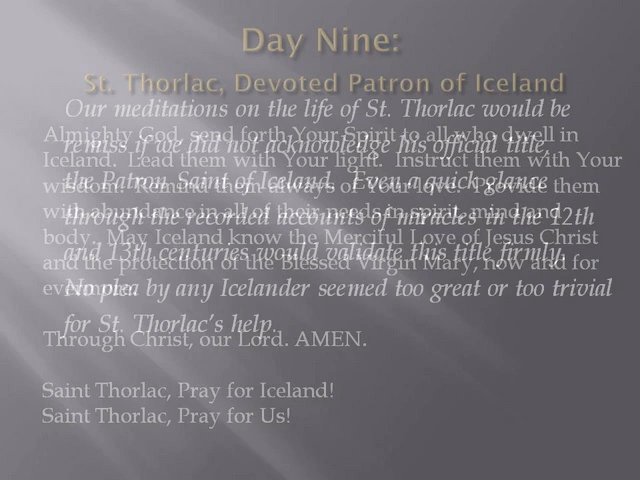 Day Nine:
St. Thorlac, Devoted Patron of Iceland
Our meditations on the life of St. Thorlac would be
remiss if we did not acknowledge his official title,
the Patron Saint of Iceland. Even a quick glance
through the recorded accounts of miracles in the 12th
and 13th centuries would validate this title firmly.
No plea by any Icelander seemed too great or too trivial
for St. Thorlac's help.
Almighty God, send forth Your Spirit to all who dwell in
Iceland. Lead them with Your light. Instruct them with Your
wisdom. Remind them always of Your love. Provide them
with abundance in all of their needs in spirit, mind and
body. May Iceland know the Merciful Love of Jesus Christ
and the protection of the Blessed Virgin Mary, now and for
evermore.
Through Christ, our Lord. AMEN.
Saint Thorlac, Pray for Iceland!
Saint Thorlac, Pray for Us!